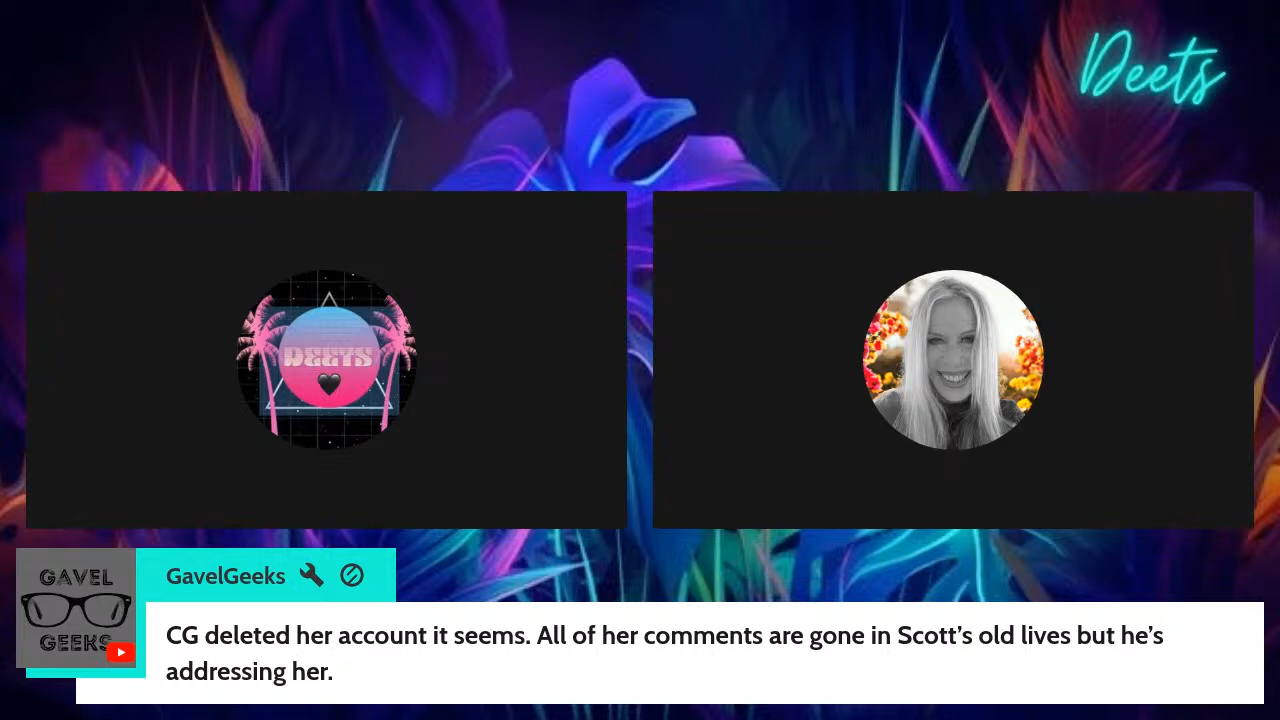 Deets
DEETS
GAVEL
GEEKS
GavelGeeks
CG deleted her account it seems. All of her comments are gone in Scott’s old lives but he’s
addressing her.